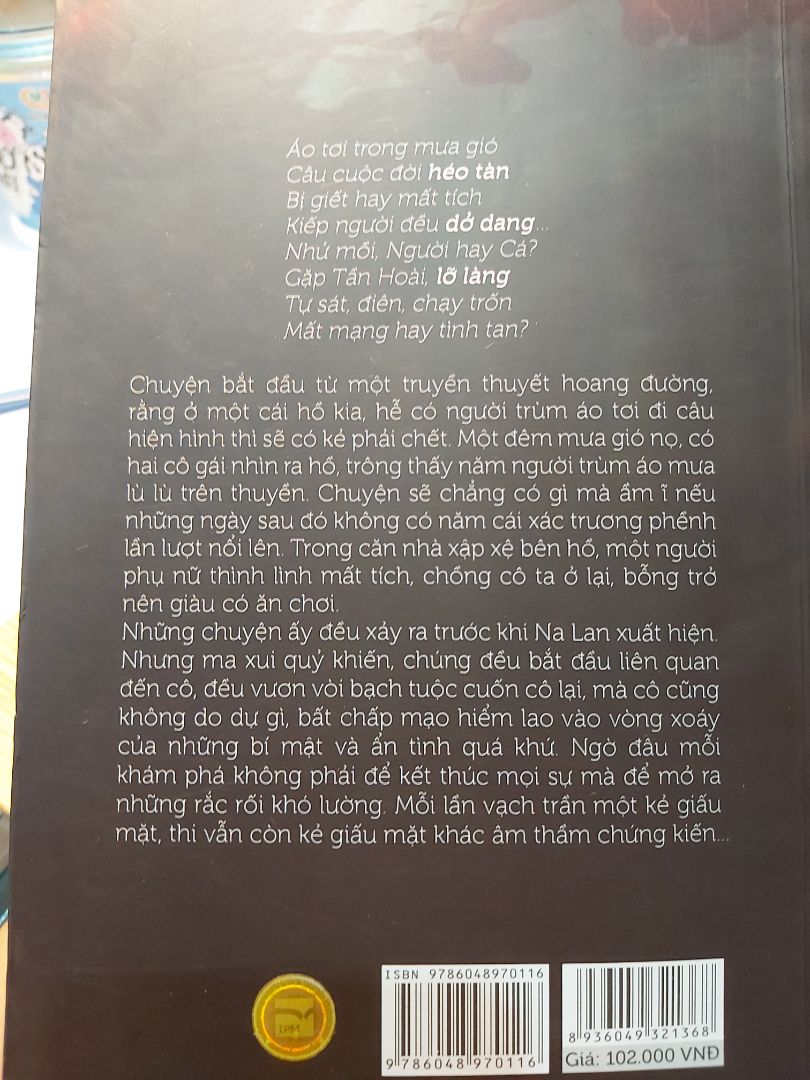 Áo tơi trong mưa gió
Câu cuộc đời héo tàn
Bị giết hay mất tích
Kiếp người đều dở dang...
Nhử mồi, Người hay Cá?
Gặp Tần Hoài, lỡ làng
Tự sát, điên, chạy trốn
Mất mạng hay tình tan?
Chuyện bắt đầu từ một truyền thuyết hoang đường,
rằng ở một cái hồ kia, hễ có người trùm áo tơi đi câu
hiện hình thì sẽ có kẻ phải chết. Một đêm mưa gió nọ, có
hai cô gái nhìn ra hồ, trông thấy năm người trùm áo mưa
lù lù trên thuyền. Chuyện sẽ chẳng có gì mà ầm ĩ nếu
những ngày sau đó không có năm cái xác trương phềnh
lần lượt nổi lên. Trong căn nhà xập xệ bên hồ, một người
phụ nữ thình lình mất tích, chồng cô ta ở lại, bỗng trở
nên giàu có ăn chơi.
Những chuyện ấy đều xảy ra trước khi Na Lan xuất hiện.
Nhưng ma xui quỷ khiến, chúng đều bắt đầu liên quan
đến cô, đều vươn vòi bạch tuộc cuốn cô lại, mà cô cũng
không do dự gì, bất chấp mạo hiểm lao vào vòng xoáy
của những bí mật và ẩn tình quá khứ. Ngờ đâu mỗi
khám phá không phải để kết thúc mọi sự mà để mở ra
những rắc rối khó lường. Mỗi lần vạch trần một kẻ giấu
mặt, thi vẫn còn kẻ giấu mặt khác âm thầm chứng kiến...
ISBN 9786048970116
9 786048 970116
8 936049 321368
Giá: 102.000 VNĐ
IPM